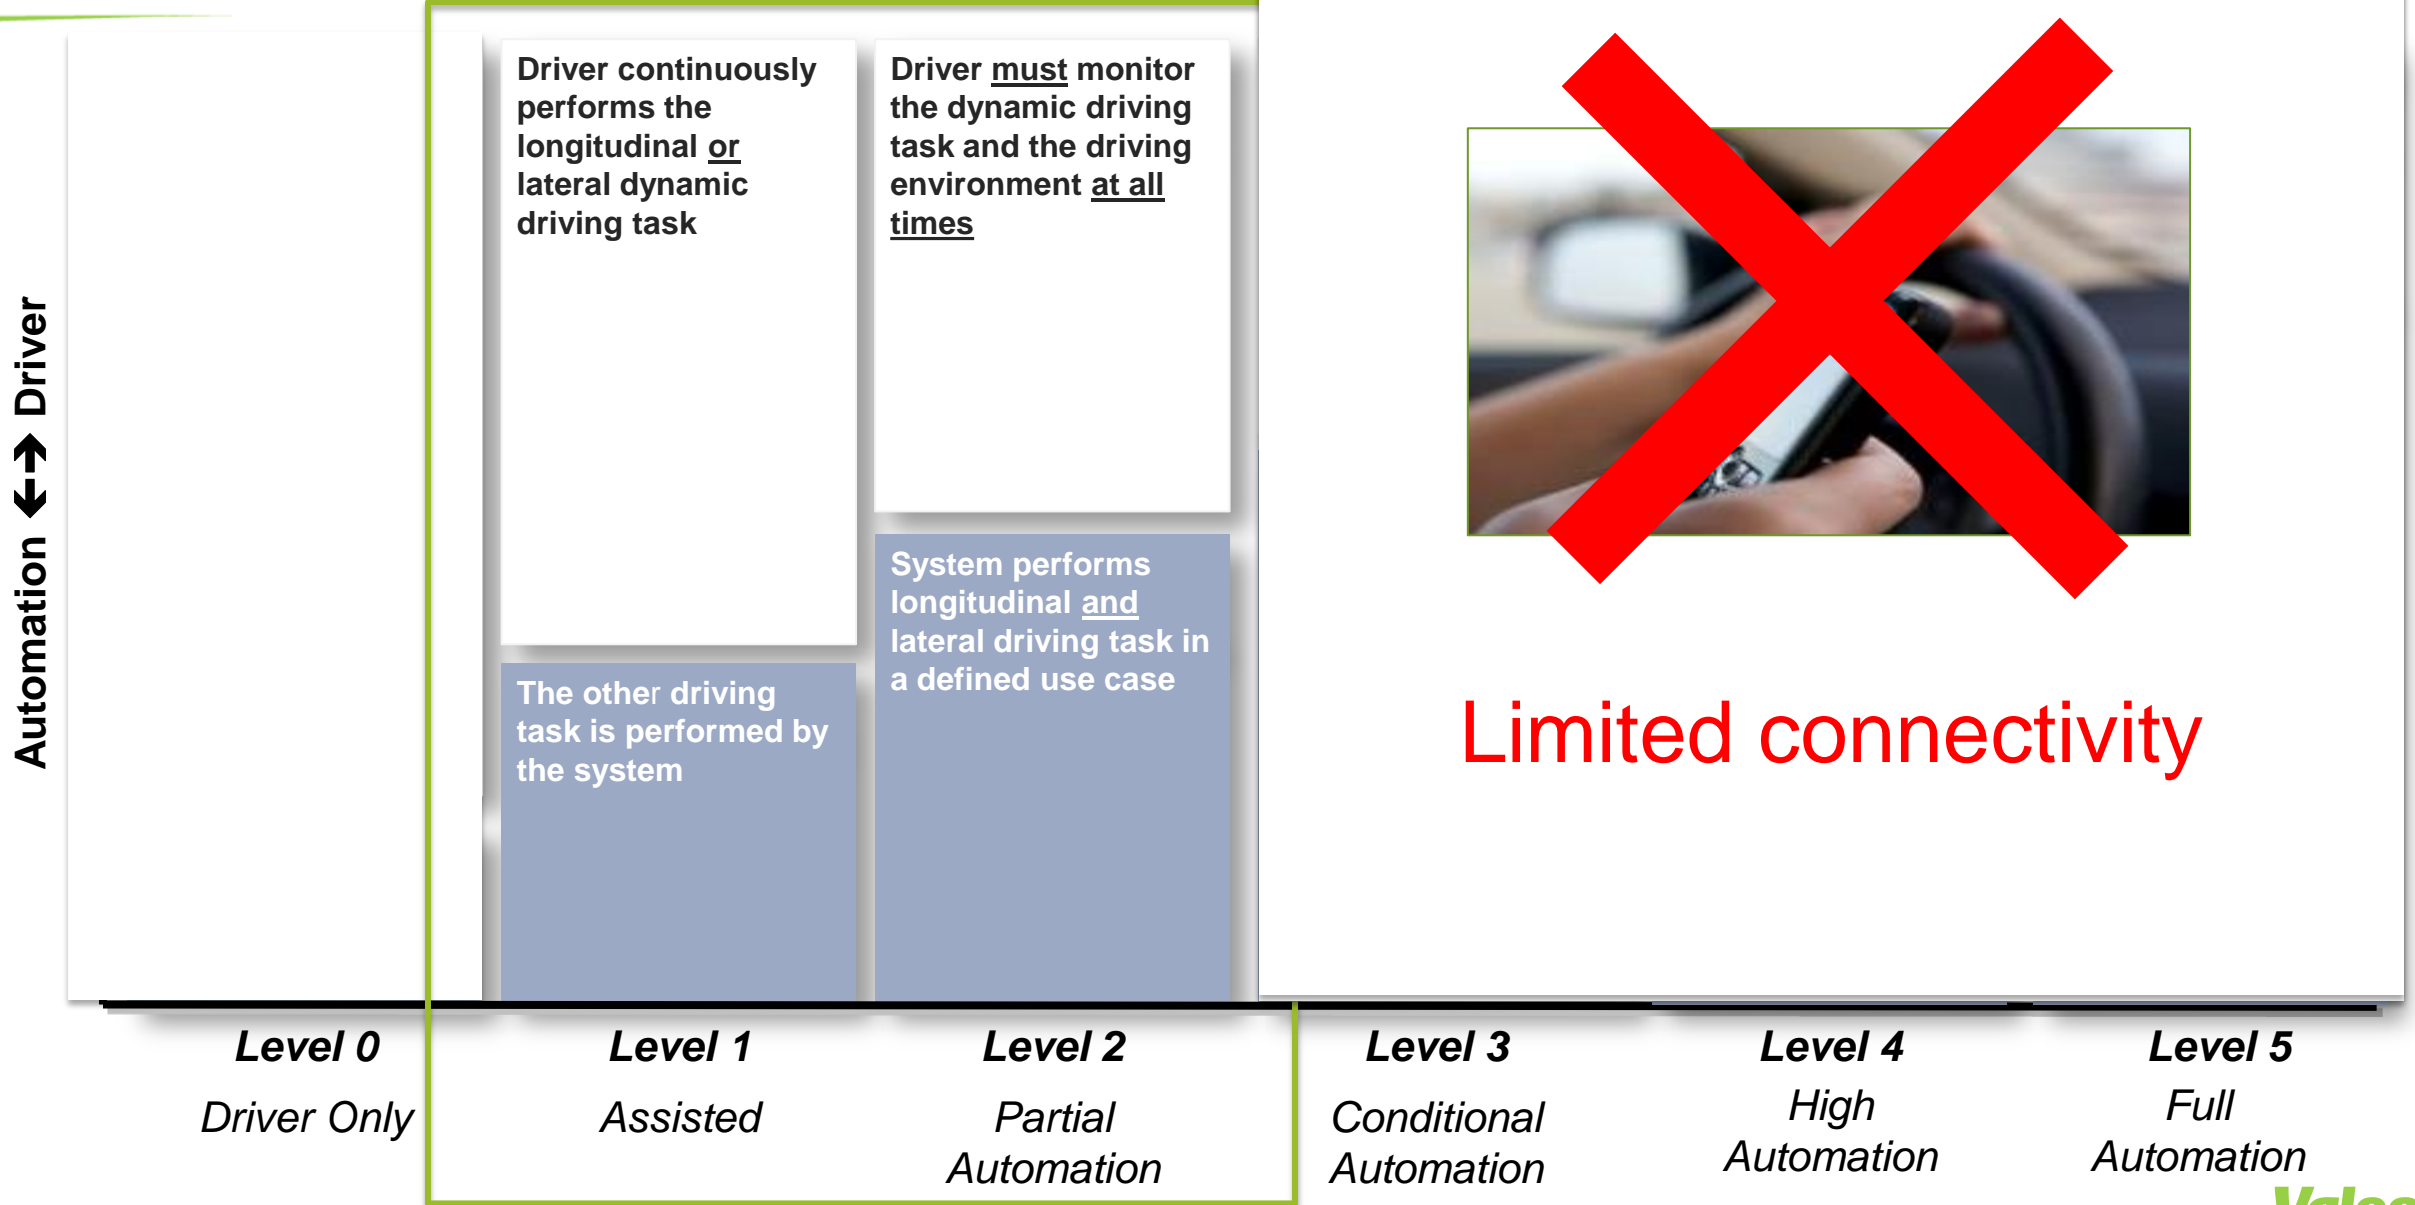 Automation ←→ Driver
Driver continuously
performs the
longitudinal or
lateral dynamic
driving task
The other driving
task is performed by
the system
Driver must monitor
the dynamic driving
task and the driving
environment at all
times
System performs
longitudinal and
lateral driving task in
a defined use case
Limited connectivity
Level 0
Driver Only
Level 1
Assisted
Level 2
Partial
Automation
Level 3
Conditional
Automation
Level 4
High
Automation
Level 5
Full
Automation